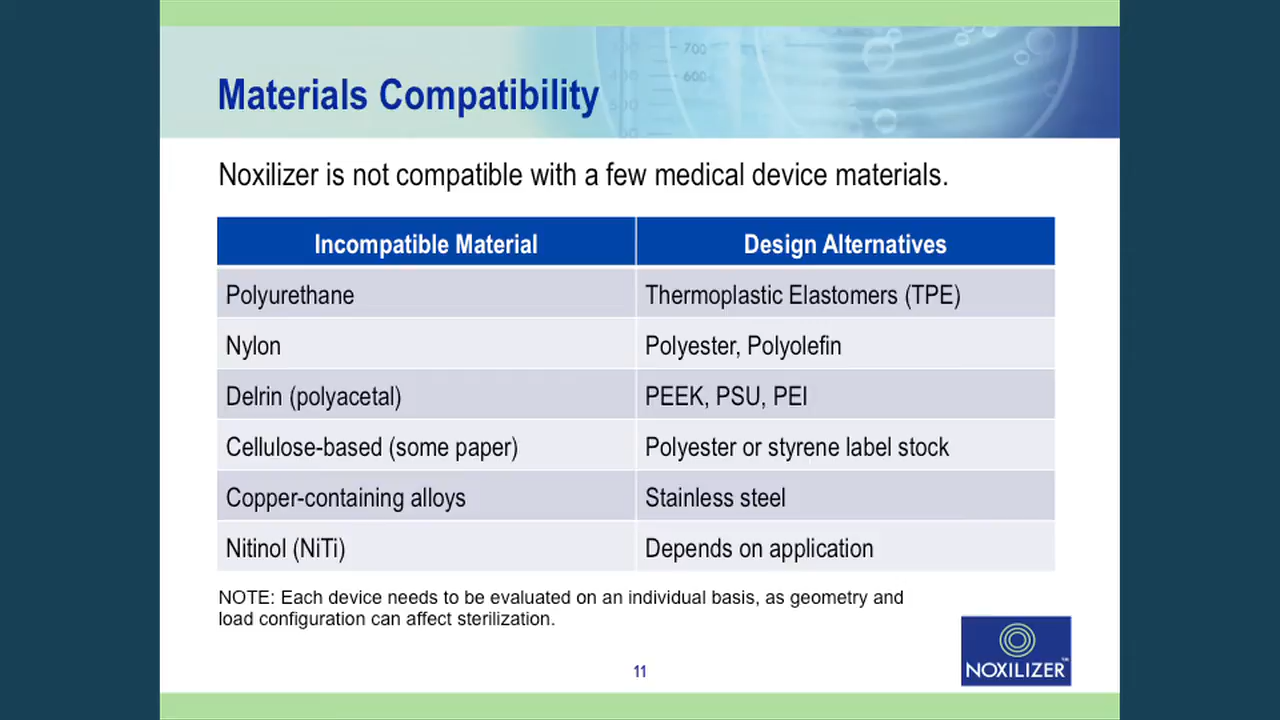 700
600
Materials Compatibility
Noxilizer is not compatible with a few medical device materials.
Incompatible Material Design Alternatives
Polyurethane Thermoplastic Elastomers (TPE)
Nylon Polyester, Polyolefin
Delrin (polyacetal) PEEK, PSU, PEI
Cellulose-based (some paper) Polyester or styrene label stock
Copper-containing alloys Stainless steel
Nitinol (NiTi) Depends on application
NOTE: Each device needs to be evaluated on an individual basis, as geometry and
load configuration can affect sterilization.
NOXILIZER™
11